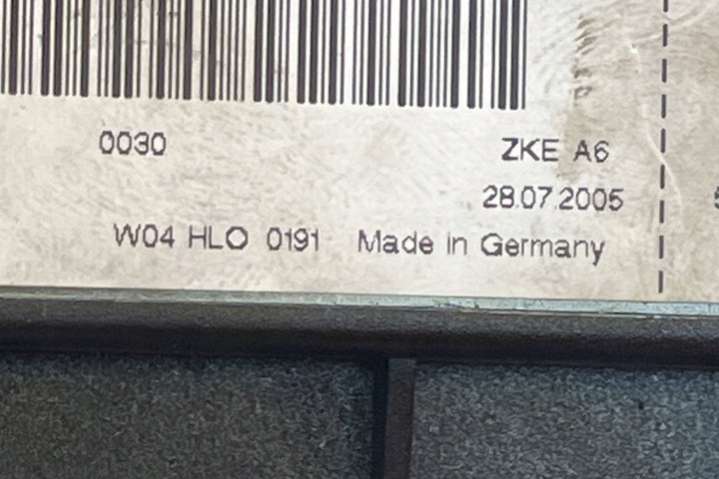 0030 ZKE A6
28.07.2005
W04 HLO 0191 Made in Germany